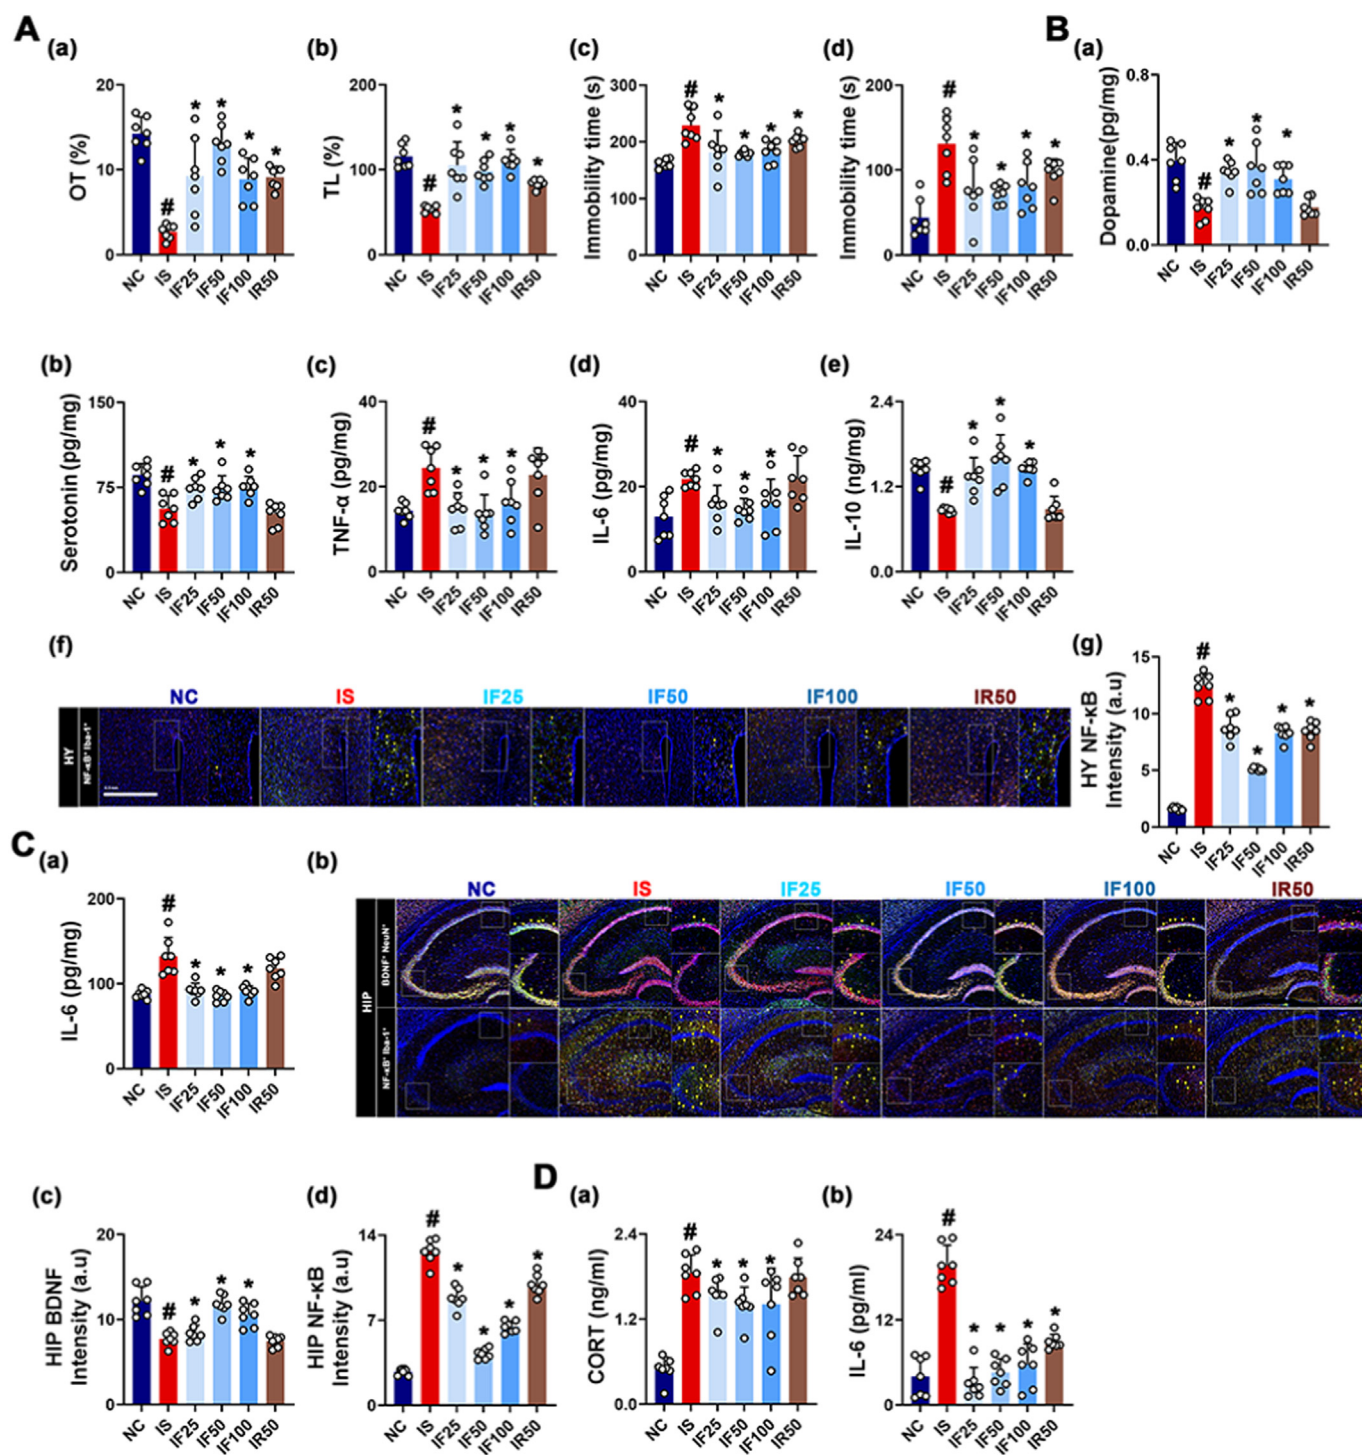 A
(a)
OT (%)
20
10
0
#
*
*
*
*
NC
IS
IF25
IF50
IF100
IR50
(b)
TL (%)
200
100
0
#
*
*
*
*
NC
IS
IF25
IF50
IF100
IR50
(c)
Immobility time (s)
300
200
100
0
#
*
*
*
*
NC
IS
IF25
IF50
IF100
IR50
(d)
Immobility time (s)
200
100
0
#
*
*
*
*
NC
IS
IF25
IF50
IF100
IR50
B
(a)
Dopamine(pg/mg)
0.8
0.4
0.0
#
*
*
*
NC
IS
IF25
IF50
IF100
IR50
(b)
Serotonin (pg/mg)
150
75
0
#
*
*
*
NC
IS
IF25
IF50
IF100
IR50
(c)
TNF-α (pg/mg)
40
20
0
#
*
*
*
NC
IS
IF25
IF50
IF100
IR50
(d)
IL-6 (pg/mg)
40
20
0
#
*
*
*
NC
IS
IF25
IF50
IF100
IR50
(e)
IL-10 (ng/mg)
2.4
1.2
0.0
#
*
*
*
NC
IS
IF25
IF50
IF100
IR50
(f)
NC
IS
IF25
IF50
IF100
IR50
HY
NF-κB⁺ Iba-1⁺
(g)
HY NF-κB
Intensity (a.u)
15
10
5
0
#
*
*
*
*
NC
IS
IF25
IF50
IF100
IR50
C
(a)
IL-6 (pg/mg)
200
100
0
#
*
*
*
NC
IS
IF25
IF50
IF100
IR50
(b)
NC
IS
IF25
IF50
IF100
IR50
HIP
BDNF⁺ NeuN⁺
NF-κB⁺ Iba-1⁺
(c)
HIP BDNF
Intensity (a.u)
20
10
0
#
*
*
*
NC
IS
IF25
IF50
IF100
IR50
(d)
HIP NF-κB
Intensity (a.u)
14
7
0
#
*
*
*
*
NC
IS
IF25
IF50
IF100
IR50
D
(a)
CORT (ng/ml)
2.4
1.2
0.0
#
*
*
*
NC
IS
IF25
IF50
IF100
IR50
(b)
IL-6 (pg/ml)
24
12
0
#
*
*
*
*
NC
IS
IF25
IF50
IF100
IR50